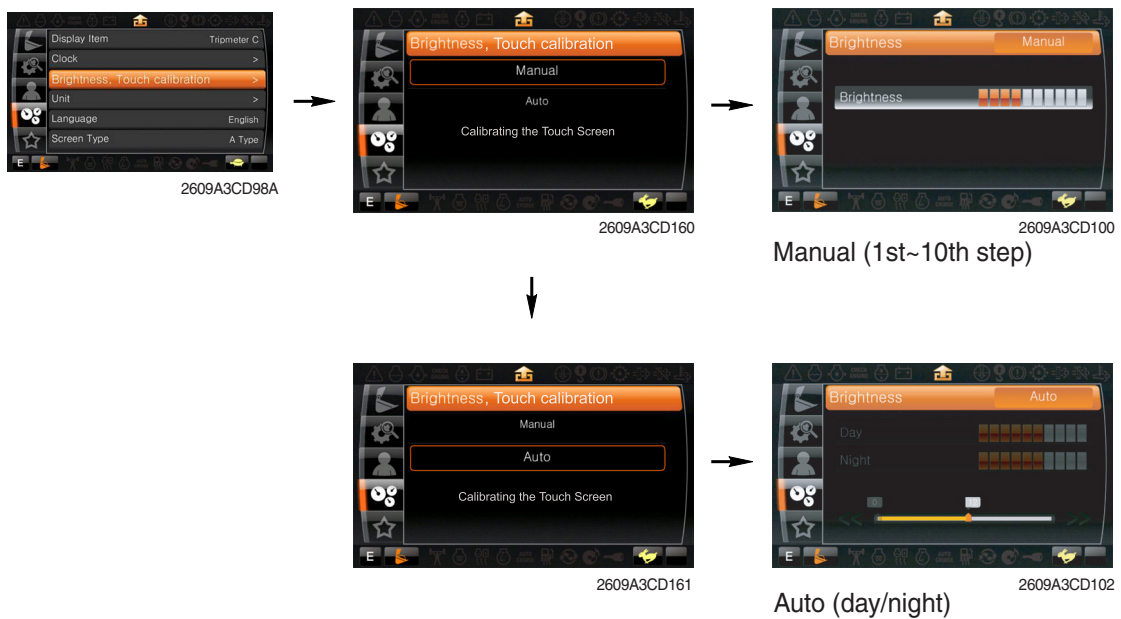 Display Item Tripmeter C
Clock >
Brightness, Touch calibration >
Unit >
Language English
Screen Type A Type
E
2609A3CD98A
Brightness, Touch calibration
Manual
Auto
Calibrating the Touch Screen
E
2609A3CD160
Brightness Manual
Brightness
E
2609A3CD100
Manual (1st~10th step)
Brightness, Touch calibration
Manual
Auto
Calibrating the Touch Screen
E
2609A3CD161
Brightness Auto
Day
Night
0
<< >>
E
2609A3CD102
Auto (day/night)